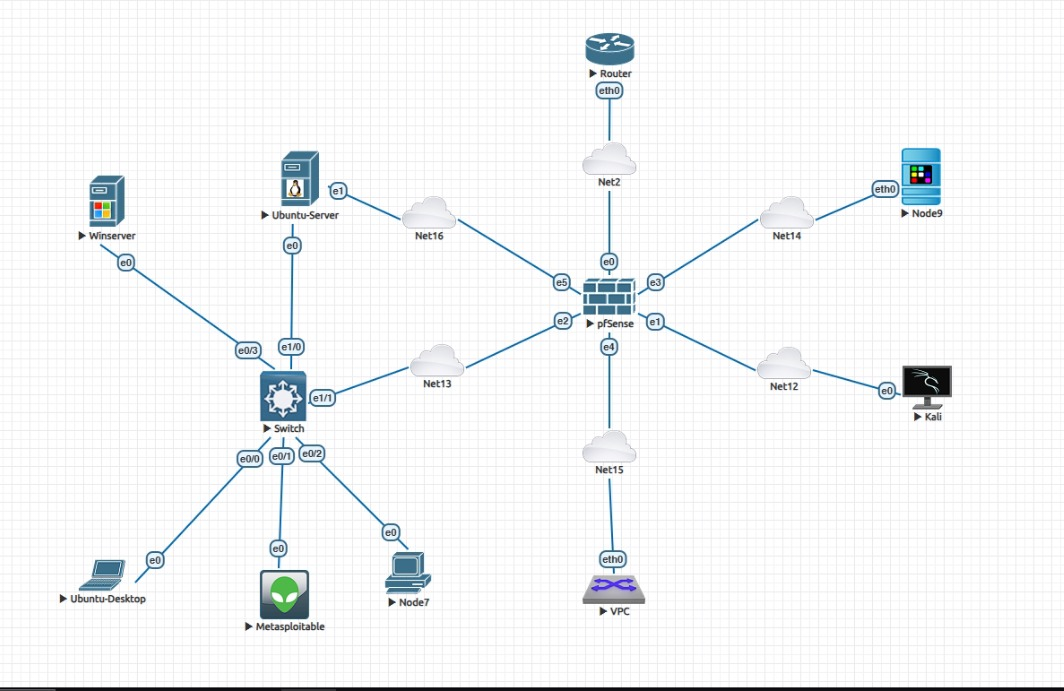 Router
eth0
Net2
e0
Ubuntu-Server
e1
e0
Net16
e5
Winserver
e0
Node9
eth0
Net14
e3
pfSense
e2
e1
e4
e0/3
e1/0
Net13
e1/1
Switch
Net12
e0
Kali
e0/0
e0/1
e0/2
Net15
e0
e0
e0
eth0
Ubuntu-Desktop
Metasploitable
Node7
VPC